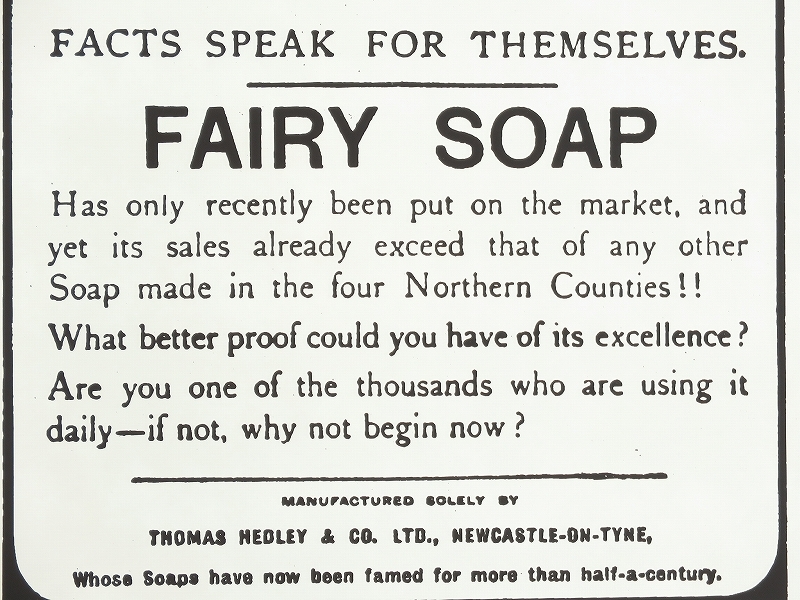 FACTS SPEAK FOR THEMSELVES.
FAIRY SOAP
Has only recently been put on the market, and
yet its sales already exceed that of any other
Soap made in the four Northern Counties!!
What better proof could you have of its excellence?
Are you one of the thousands who are using it
daily—if not, why not begin now?
MANUFACTURED SOLELY BY
THOMAS HEDLEY & CO. LTD., NEWCASTLE-ON-TYNE,
Whose Soaps have now been famed for more than half-a-century.